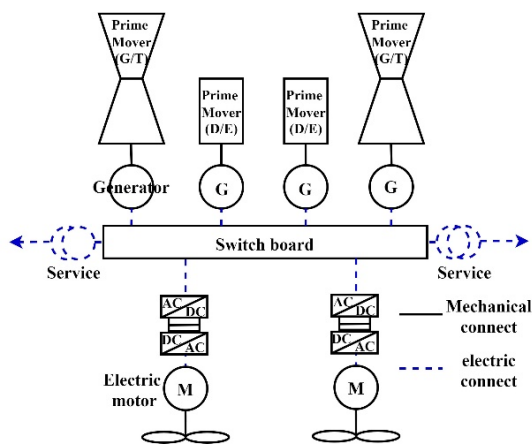 Prime
Mover
(G/T)
Prime
Mover
(G/T)
Prime
Mover
(D/E)
Prime
Mover
(D/E)
Generator
G
G
G
Switch board
Service
Service
AC
DC
DC
AC
AC
DC
DC
AC
Mechanical
connect
electric
connect
Electric
motor
M
M